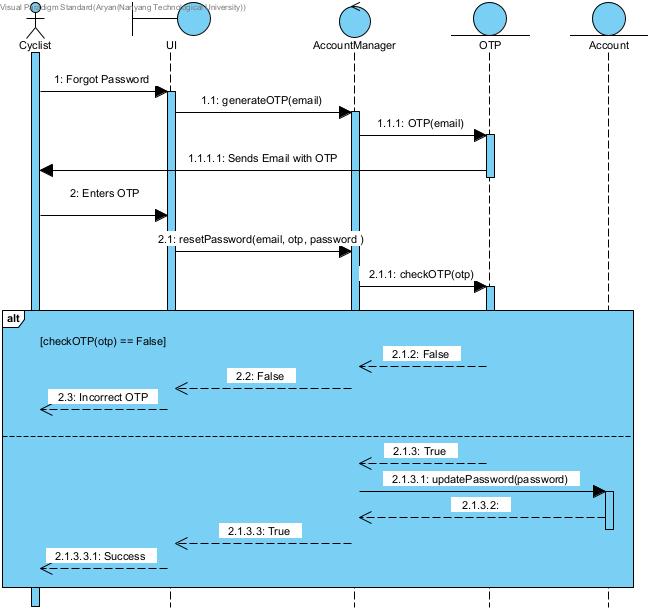 Visual Paradigm Standard(Aryan(Nanyang Technological University))
Cyclist
UI
AccountManager
OTP
Account
1: Forgot Password
1.1: generateOTP(email)
1.1.1: OTP(email)
1.1.1.1: Sends Email with OTP
2: Enters OTP
2.1: resetPassword(email, otp, password )
2.1.1: checkOTP(otp)
alt
[checkOTP(otp) == False]
2.1.2: False
2.2: False
2.3: Incorrect OTP
2.1.3: True
2.1.3.1: updatePassword(password)
2.1.3.2:
2.1.3.3: True
2.1.3.3.1: Success